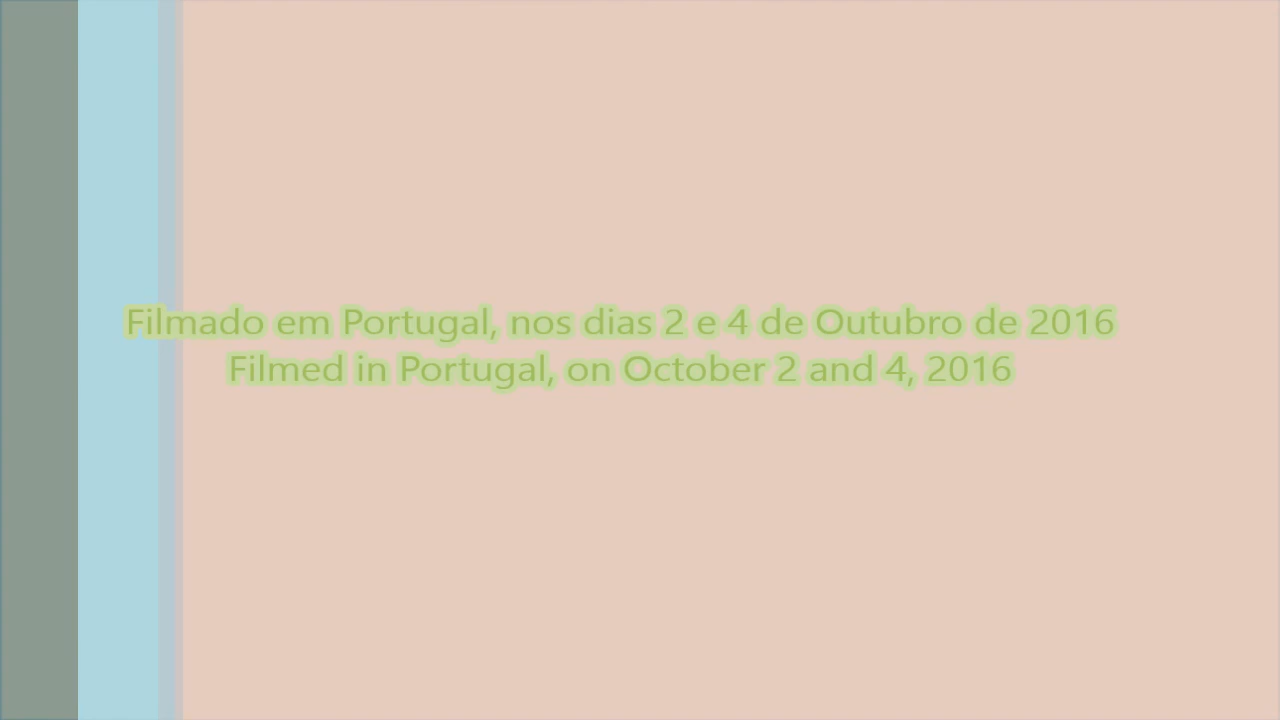 Filmado em Portugal, nos dias 2 e 4 de Outubro de 2016
Filmed in Portugal, on October 2 and 4, 2016